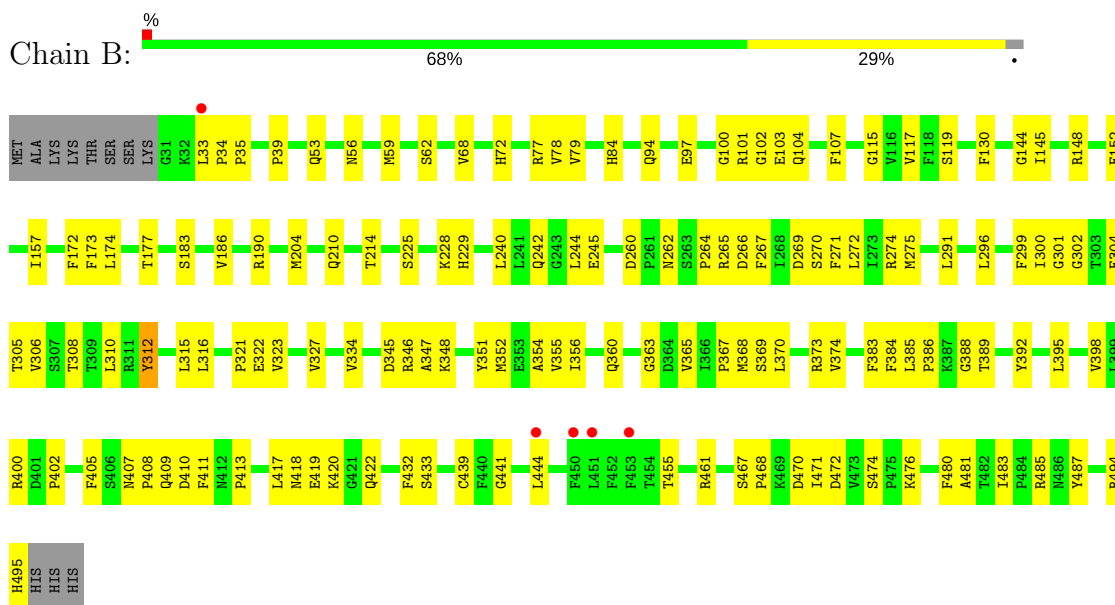 %
Chain B:
68% 29% •
MET ALA LYS LYS THR SER SER LYS G31 K32 L33 P34 P35 P39 Q53 N56 M59 S62 V68 H72 R77 V78 V79 H84 Q94 E97 G100 R101 G102 E103 Q104 F107 G115 V116 V117 F118 S119 F130 G144 I145 R148
I157 F172 F173 L174 T177 S183 V186 R190 M204 Q210 T214 S225 K228 H229 L240 L241 Q242 G243 L244 E245 D260 P261 N262 S263 P264 R265 D266 F267 I268 D269 S270 F271 L272 I273 R274 M275 L291 L296 F299 I300 G301 G302 T303
T305 V306 S307 T308 T309 L310 R311 Y312 L315 L316 P321 E322 V323 V327 V334 D345 R346 A347 K348 Y351 M352 E353 A354 V355 I356 Q360 G363 D364 V365 I366 P367 M368 S369 L370 R373 V374 F383 F384 L385 P386 K387 G388 T389 Y392 L395 V398
R400 D401 P402 F405 S406 N407 P408 Q409 D410 F411 N412 P413 L417 N418 E419 K420 G421 Q422 F432 S433 C439 F440 G441 L444 F450 L451 F452 F453 T454 T455 R461 S467 P468 K469 D470 I471 D472 V473 S474 P475 K476 F480 A481 T482 I483 P484 R485 N486 Y487
H495 HIS HIS HIS